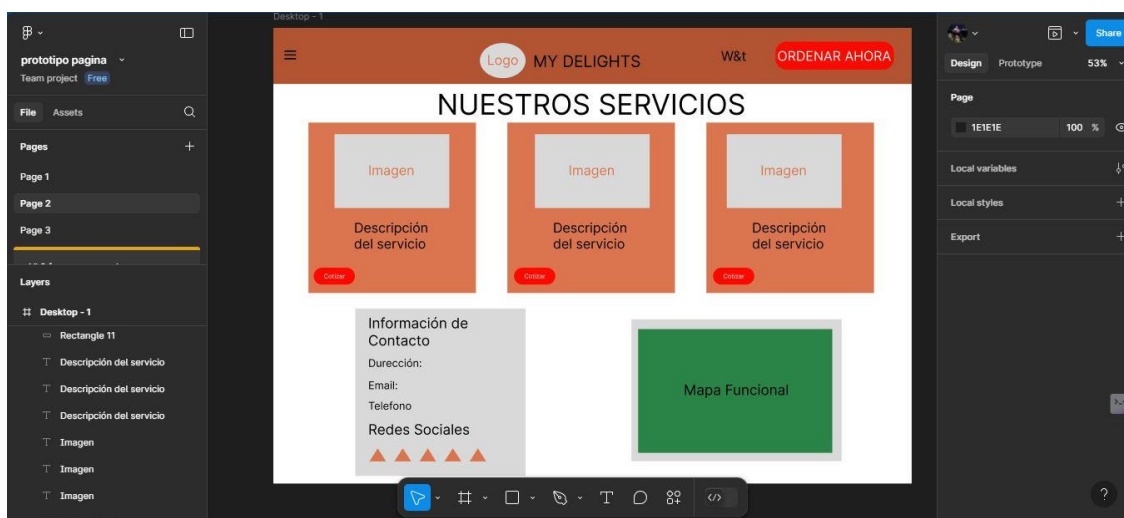 prototipo pagina
Team project Free
File Assets
Pages
Page 1
Page 2
Page 3
Layers
Desktop - 1
Rectangle 11
Descripción del servicio
Descripción del servicio
Descripción del servicio
Imagen
Imagen
Imagen
Desktop - 1
Logo MY DELIGHTS W&t ORDENAR AHORA
NUESTROS SERVICIOS
Imagen
Descripción
del servicio
Cotizar
Imagen
Descripción
del servicio
Cotizar
Imagen
Descripción
del servicio
Cotizar
Información de
Contacto
Durección:
Email:
Telefono
Redes Sociales
Mapa Funcional
Share
Design Prototype 53%
Page
1E1E1E 100 %
Local variables
Local styles
Export
?